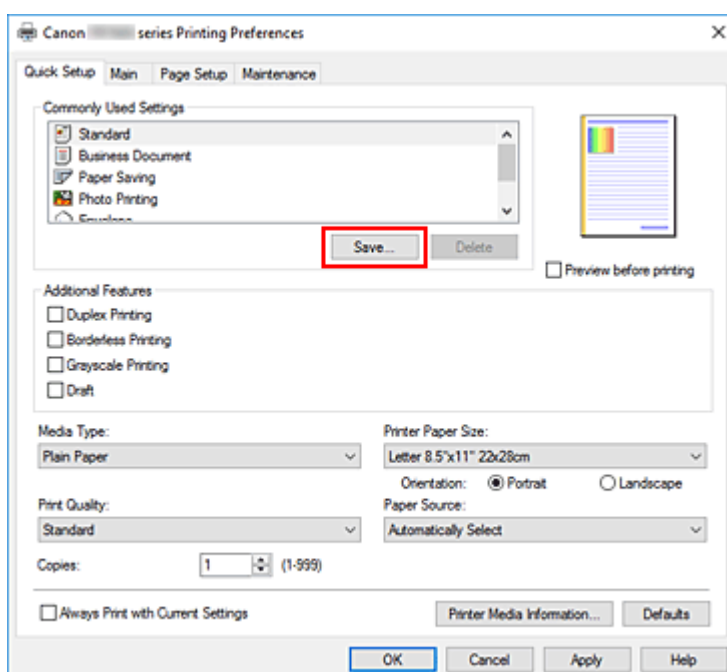 Canon series Printing Preferences
Quick Setup Main Page Setup Maintenance
Commonly Used Settings
Standard
Business Document
Paper Saving
Photo Printing
Envelope
Save... Delete
Preview before printing
Additional Features
Duplex Printing
Borderless Printing
Grayscale Printing
Draft
Media Type: Printer Paper Size:
Plain Paper Letter 8.5"x11" 22x28cm
Orientation: Portrait Landscape
Print Quality: Paper Source:
Standard Automatically Select
Copies: 1 (1-999)
Always Print with Current Settings Printer Media Information... Defaults
OK Cancel Apply Help